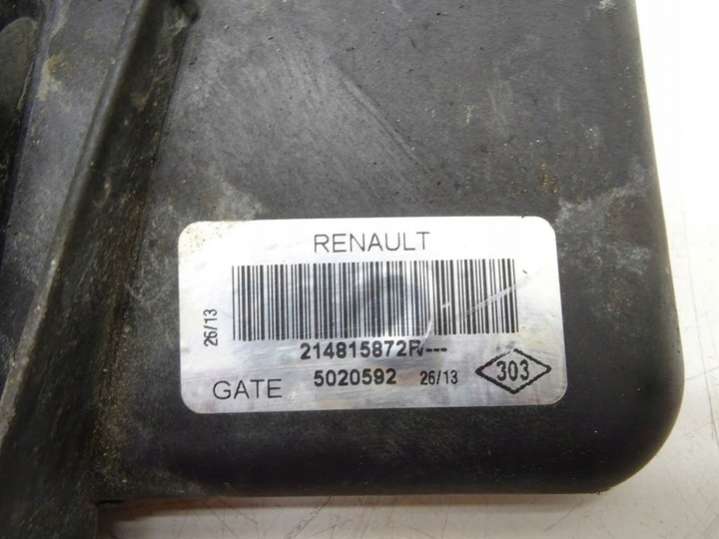 RENAULT
26/13
214815872R---
GATE 5020592 26/13 303